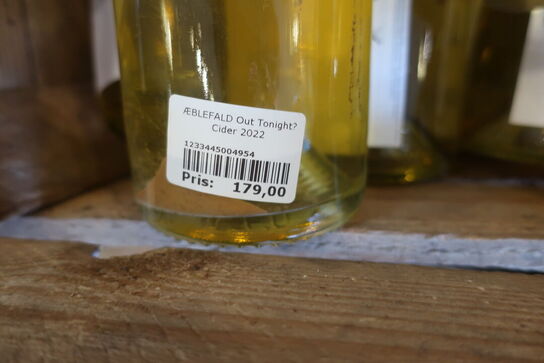 ÆBLEFALD Out Tonight?
Cider 2022
1233445004954
Pris: 179,00